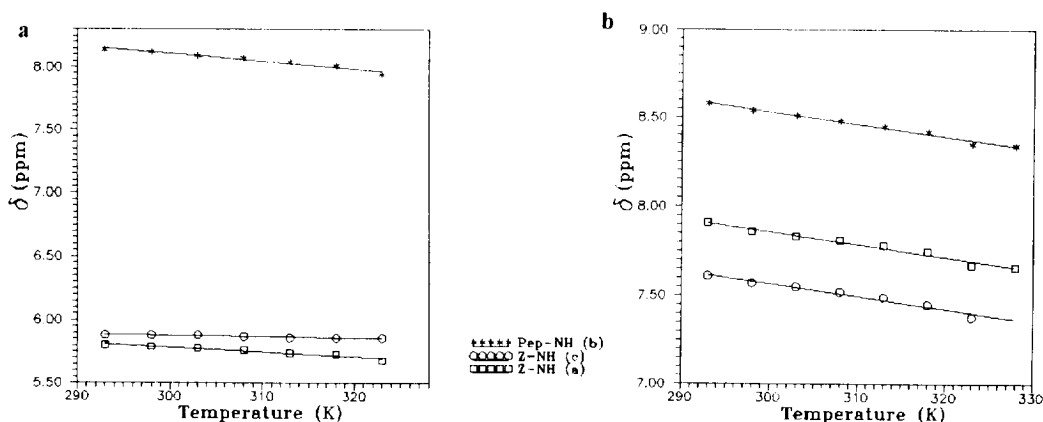 a
8.00
7.50
7.00
6.50
6.00
5.50
δ (ppm)
290
300
310
320
Temperature (K)
Pep-NH (b)
Z-NH (c)
Z-NH (a)
b
9.00
8.50
8.00
7.50
7.00
δ (ppm)
290
300
310
320
330
Temperature (K)